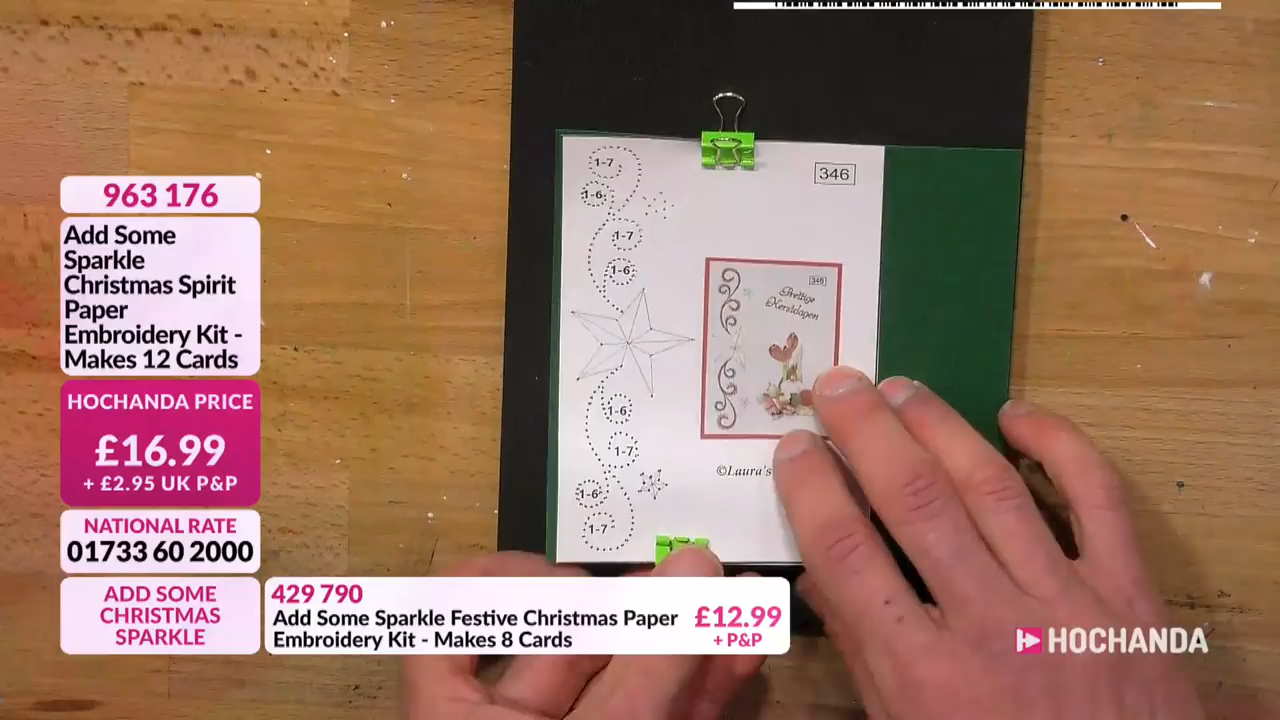 963 176
Add Some
Sparkle
Christmas Spirit
Paper
Embroidery Kit -
Makes 12 Cards
HOCHANDA PRICE
£16.99
+ £2.95 UK P&P
NATIONAL RATE
01733 60 2000
ADD SOME
CHRISTMAS
SPARKLE
429 790
Add Some Sparkle Festive Christmas Paper
Embroidery Kit - Makes 8 Cards
£12.99
+ P&P
HOCHANDA
1-7
346
1-6
1-7
1-6
346
Prettige
Kerstdagen
1-6
1-7
©Laura's
1-6
1-7